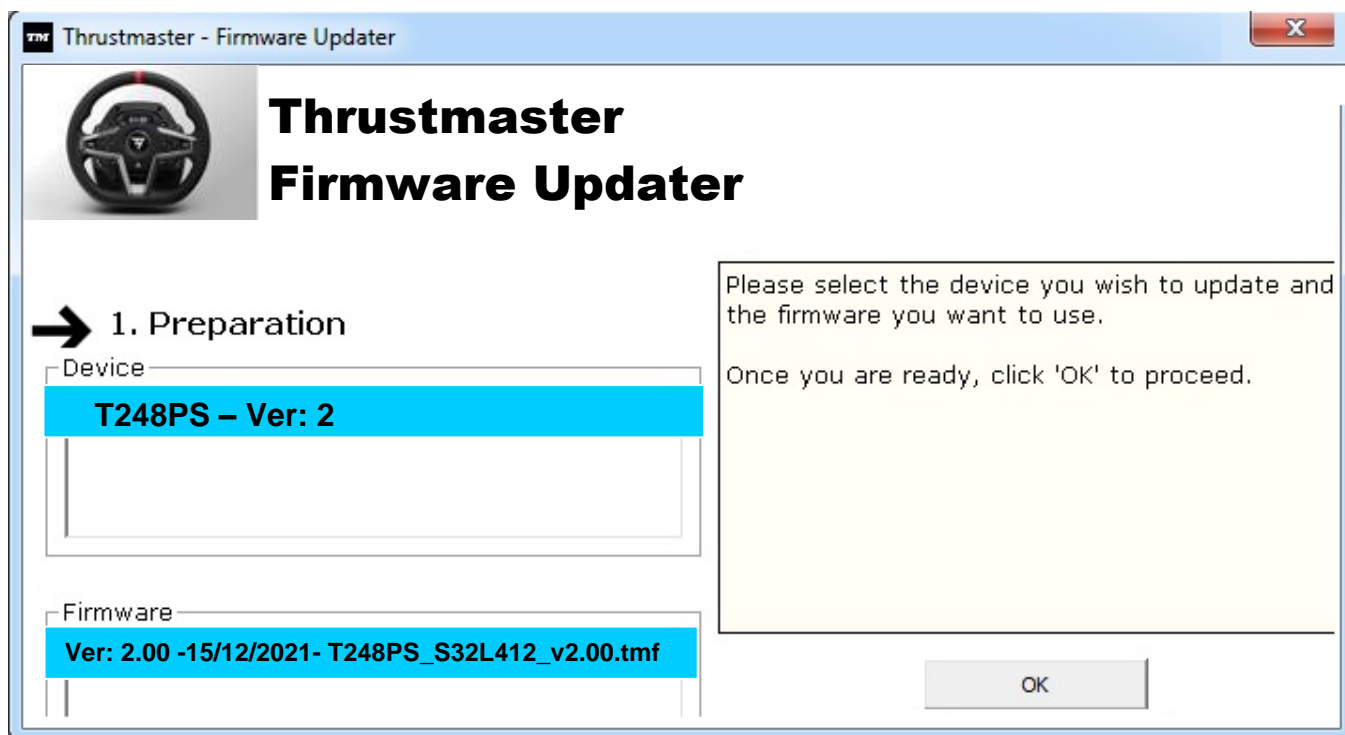 TM Thrustmaster - Firmware Updater
X
Thrustmaster
Firmware Updater
1. Preparation
Device
T248PS – Ver: 2
Firmware
Ver: 2.00 -15/12/2021- T248PS_S32L412_v2.00.tmf
Please select the device you wish to update and
the firmware you want to use.
Once you are ready, click 'OK' to proceed.
OK